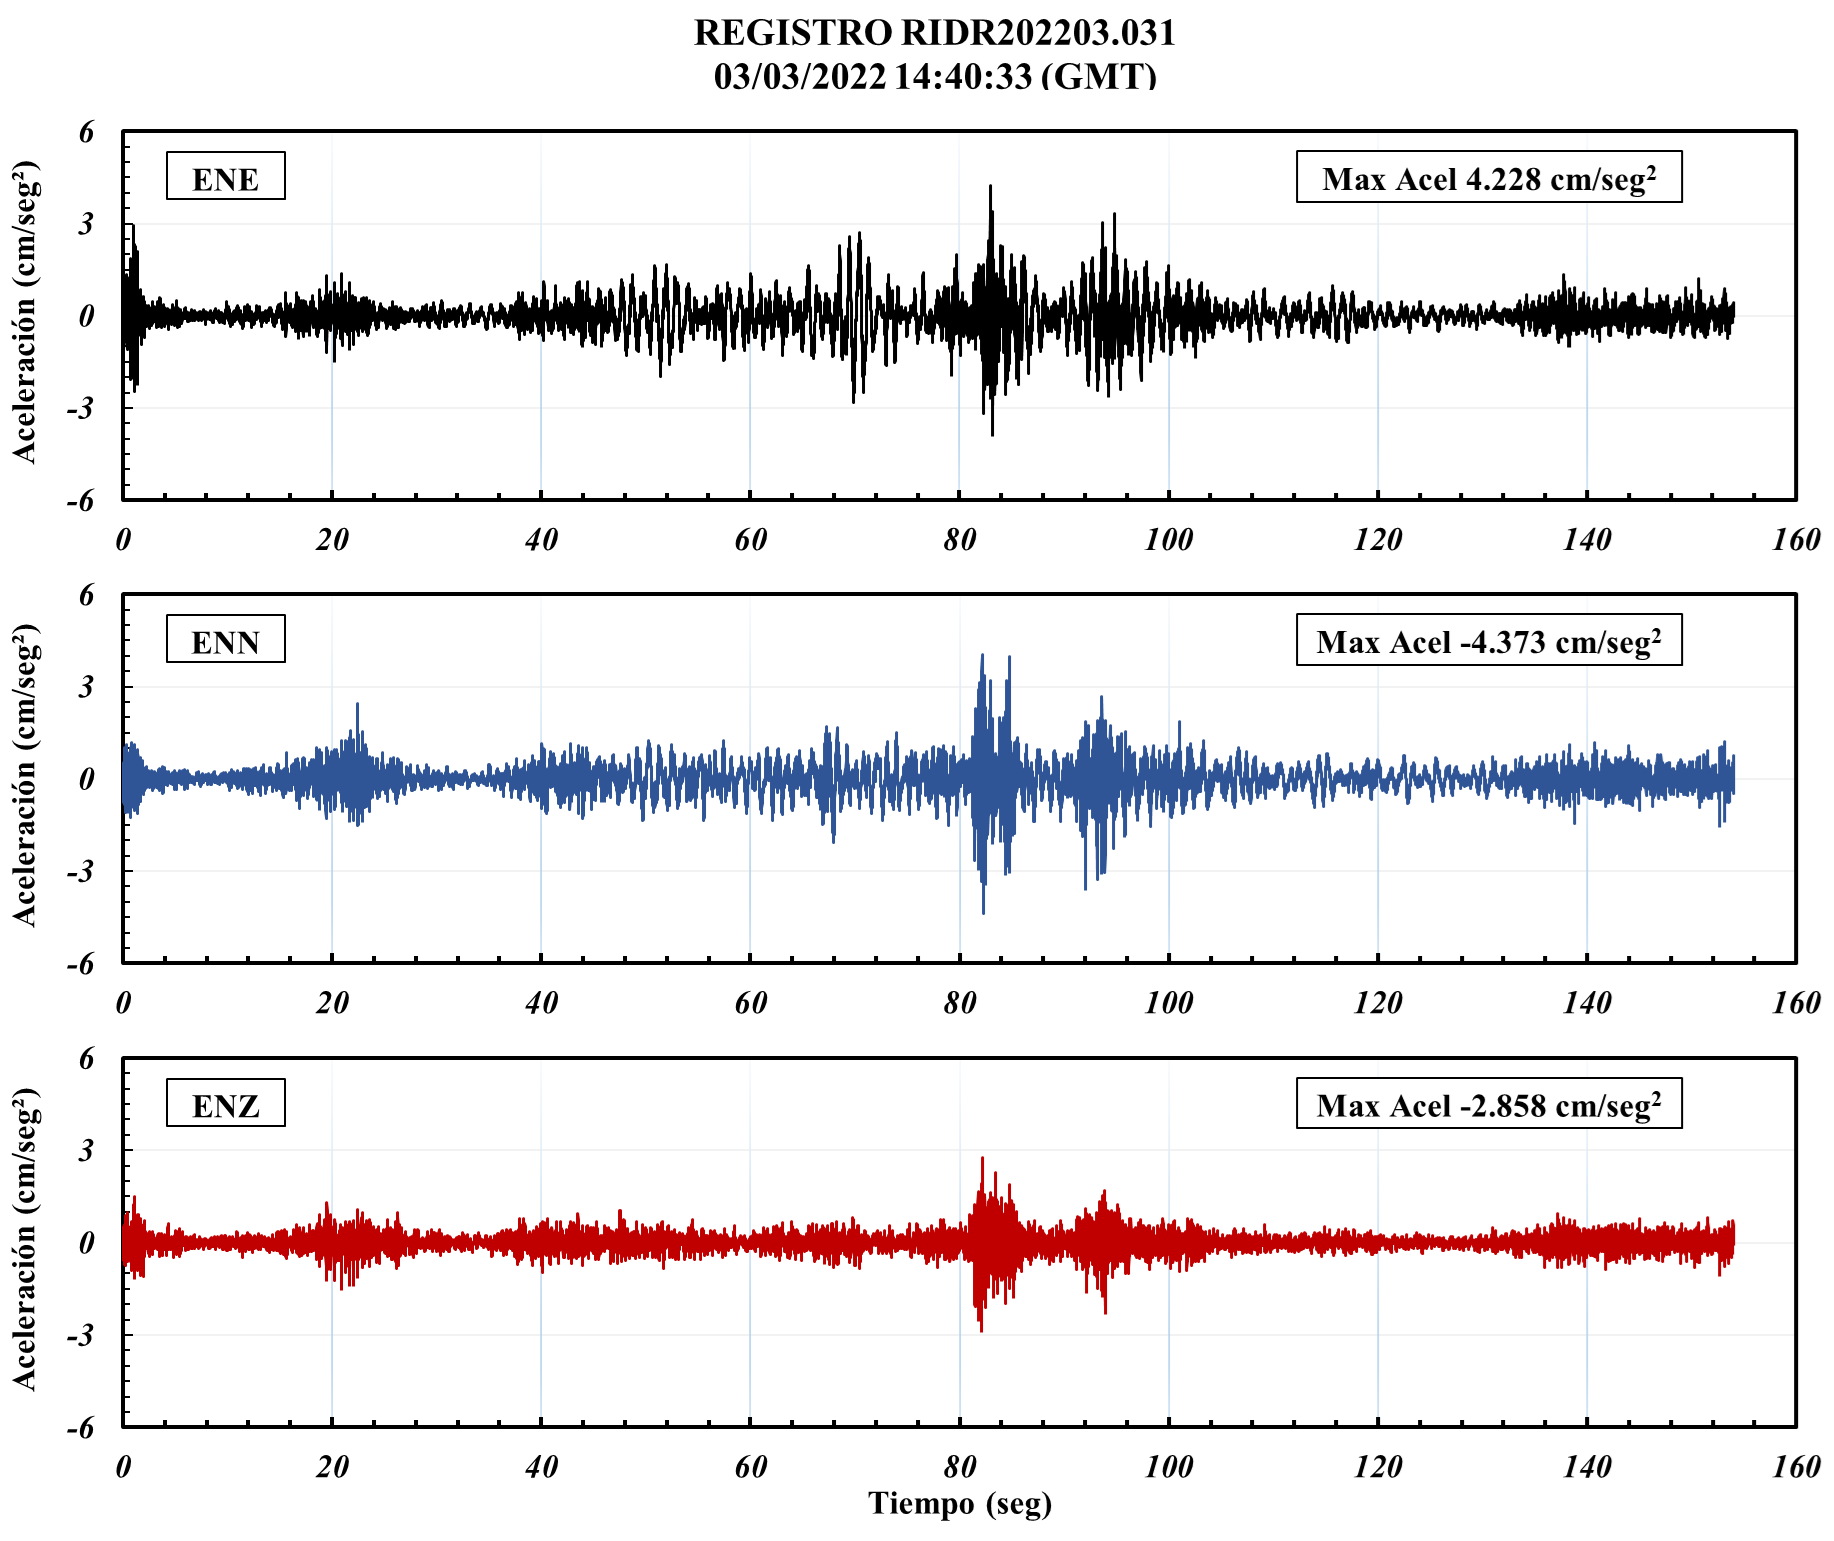 REGISTRO RIDR202203.031
03/03/2022 14:40:33 (GMT)
Aceleración (cm/seg²)
6
3
0
-3
-6
ENE
Max Acel 4.228 cm/seg²
0 20 40 60 80 100 120 140 160
Aceleración (cm/seg²)
6
3
0
-3
-6
ENN
Max Acel -4.373 cm/seg²
0 20 40 60 80 100 120 140 160
Aceleración (cm/seg²)
6
3
0
-3
-6
ENZ
Max Acel -2.858 cm/seg²
0 20 40 60 80 100 120 140 160
Tiempo (seg)